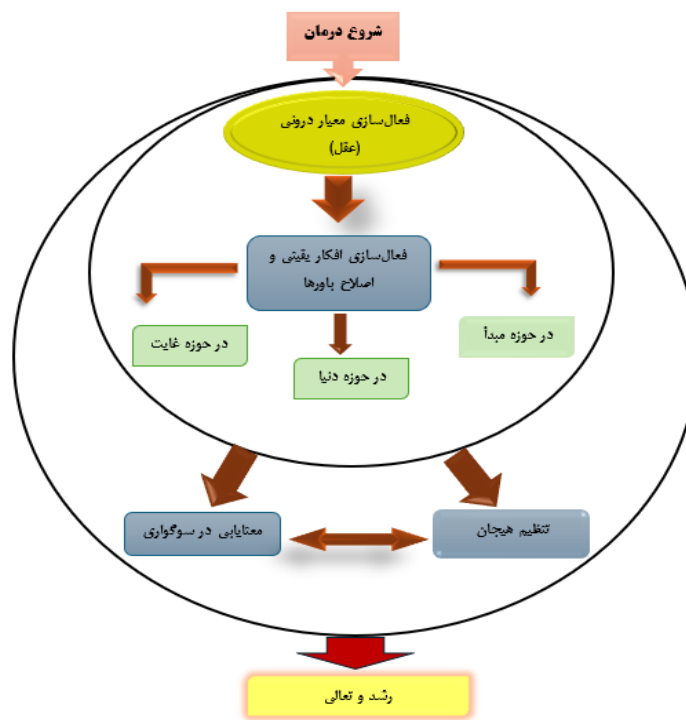 شروع درمان
فعال‌سازی معیار درونی
(عقل)
فعال‌سازی افکار یقینی و
اصلاح باورها
در حوزه مبدأ
در حوزه دنیا
در حوزه غایت
تنظیم هیجان
معنایابی در سوگواری
رشد و تعالی